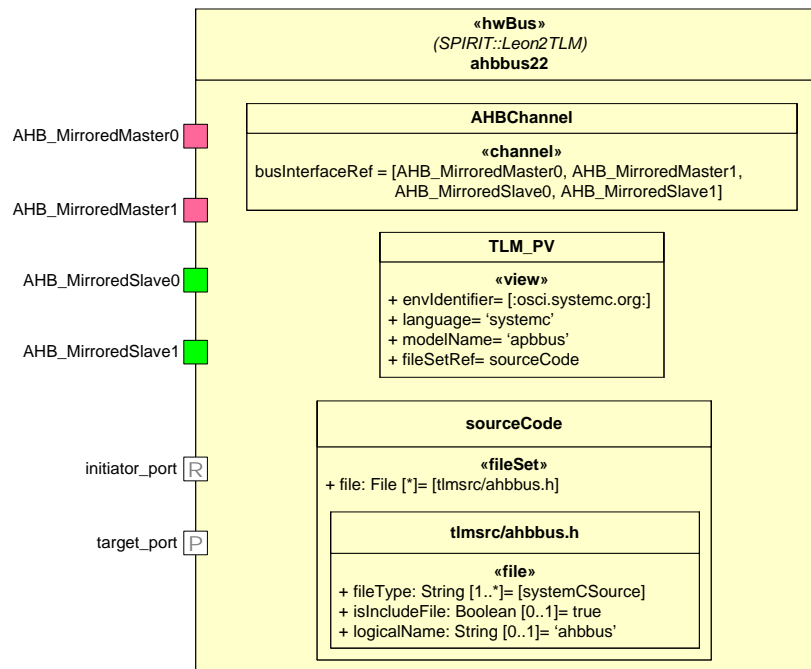 «hwBus»
(SPIRIT::Leon2TLM)
ahbbus22
AHB_MirroredMaster0
AHB_MirroredMaster1
AHB_MirroredSlave0
AHB_MirroredSlave1
initiator_port
R
target_port
P
AHBChannel
«channel»
busInterfaceRef = [AHB_MirroredMaster0, AHB_MirroredMaster1,
AHB_MirroredSlave0, AHB_MirroredSlave1]
TLM_PV
«view»
+ envIdentifier= [:osci.systemc.org:]
+ language= ‘systemc’
+ modelName= ‘apbbus’
+ fileSetRef= sourceCode
sourceCode
«fileSet»
+ file: File [*]= [tlmsrc/ahbbus.h]
tlmsrc/ahbbus.h
«file»
+ fileType: String [1..*]= [systemCSource]
+ isIncludeFile: Boolean [0..1]= true
+ logicalName: String [0..1]= ‘ahbbus’